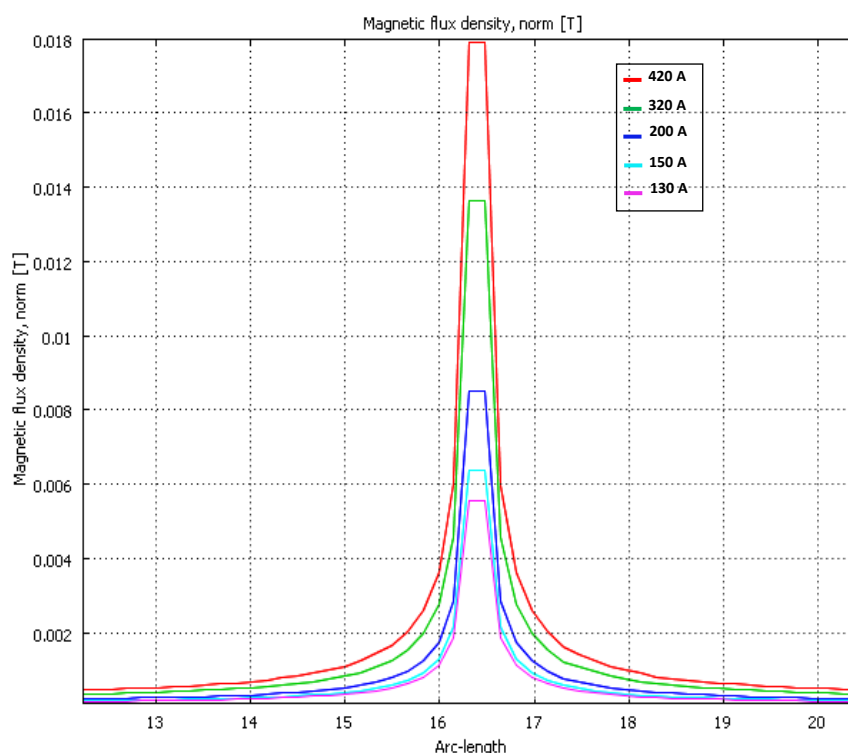 Magnetic flux density, norm [T]
0.018
0.016
0.014
0.012
0.01
0.008
0.006
0.004
0.002
Magnetic flux density, norm [T]
420 A
320 A
200 A
150 A
130 A
13 14 15 16 17 18 19 20
Arc-length